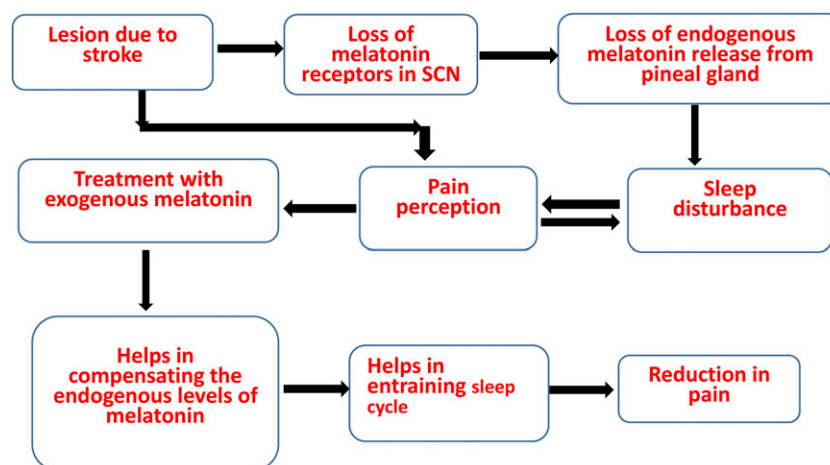 Lesion due to
stroke
Loss of
melatonin
receptors in SCN
Loss of endogenous
melatonin release from
pineal gland
Treatment with
exogenous melatonin
Pain
perception
Sleep
disturbance
Helps in
compensating the
endogenous levels of
melatonin
Helps in
entraining sleep
cycle
Reduction in
pain